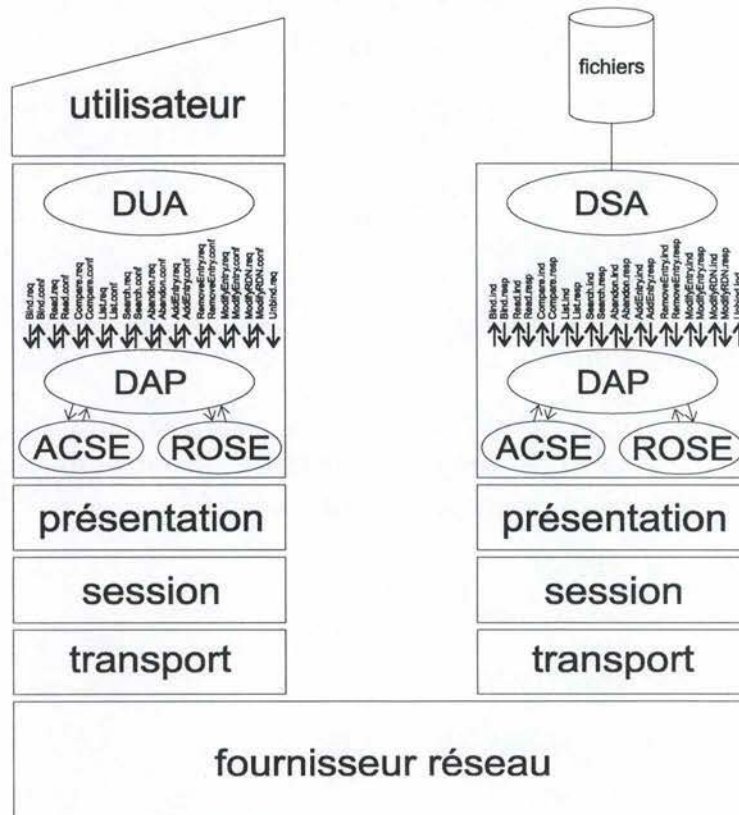 utilisateur
fichiers
DUA
DSA
Bind.req
Bind.conf
Read.req
Read.conf
Compare.req
Compare.conf
List.req
List.conf
Search.req
Search.conf
Abandon.req
Abandon.conf
AddEntry.req
AddEntry.conf
RemoveEntry.req
RemoveEntry.conf
ModifyEntry.req
ModifyEntry.conf
ModifyRDN.req
ModifyRDN.conf
Unbind.req
Bind.ind
Bind.resp
Read.ind
Read.resp
Compare.ind
Compare.resp
List.ind
List.resp
Search.ind
Search.resp
Abandon.ind
Abandon.resp
AddEntry.ind
AddEntry.resp
RemoveEntry.ind
RemoveEntry.resp
ModifyEntry.ind
ModifyEntry.resp
ModifyRDN.ind
ModifyRDN.resp
Unbind.ind
DAP
DAP
ACSE
ROSE
ACSE
ROSE
présentation
présentation
session
session
transport
transport
fournisseur réseau